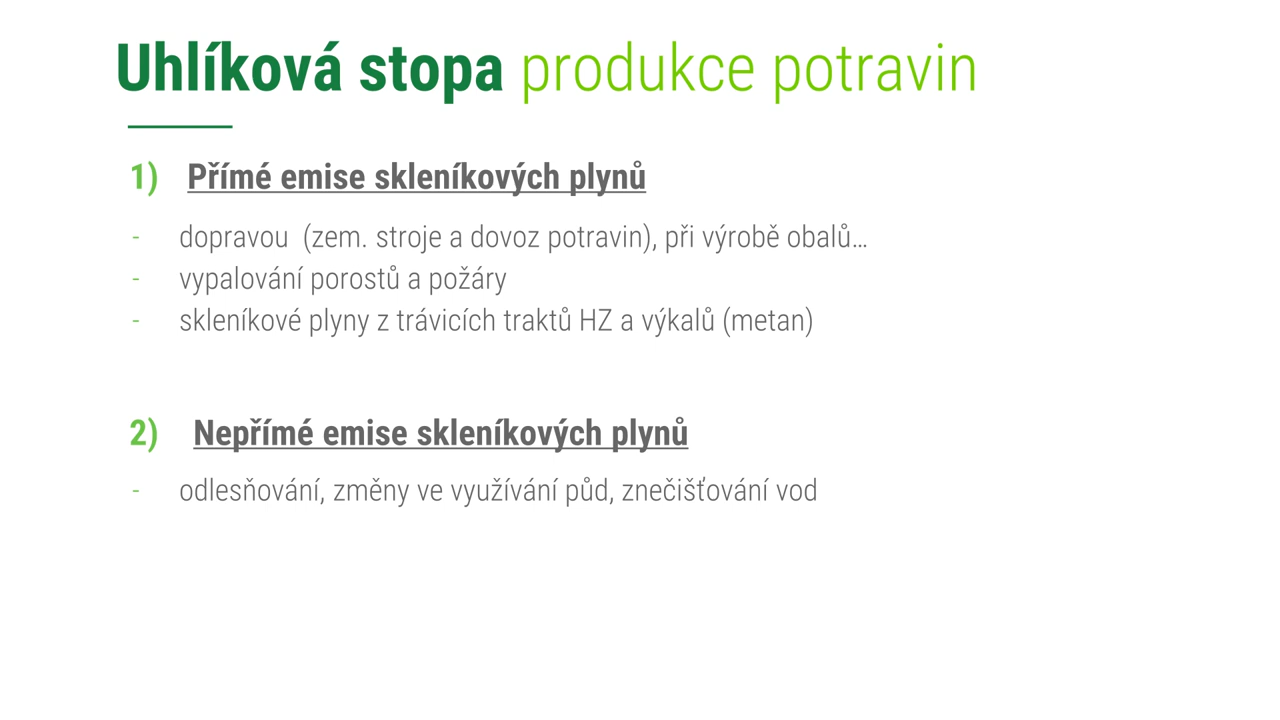 Uhlíková stopa produkce potravin
1) Přímé emise skleníkových plynů
- dopravou (zem. stroje a dovoz potravin), při výrobě obalů…
- vypalování porostů a požáry
- skleníkové plyny z trávicích traktů HZ a výkalů (metan)
2) Nepřímé emise skleníkových plynů
- odlesňování, změny ve využívání půd, znečišťování vod